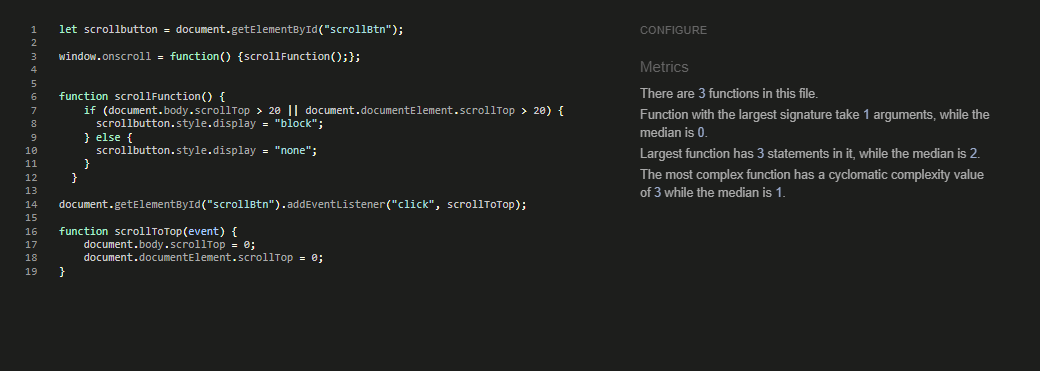 1 let scrollbutton = document.getElementById("scrollBtn");
2
3 window.onscroll = function() {scrollFunction();};
4
5
6 function scrollFunction() {
7 if (document.body.scrollTop > 20 || document.documentElement.scrollTop > 20) {
8 scrollbutton.style.display = "block";
9 } else {
10 scrollbutton.style.display = "none";
11 }
12 }
13
14 document.getElementById("scrollBtn").addEventListener("click", scrollToTop);
15
16 function scrollToTop(event) {
17 document.body.scrollTop = 0;
18 document.documentElement.scrollTop = 0;
19 }
CONFIGURE
Metrics
There are 3 functions in this file.
Function with the largest signature take 1 arguments, while the
median is 0.
Largest function has 3 statements in it, while the median is 2.
The most complex function has a cyclomatic complexity value
of 3 while the median is 1.